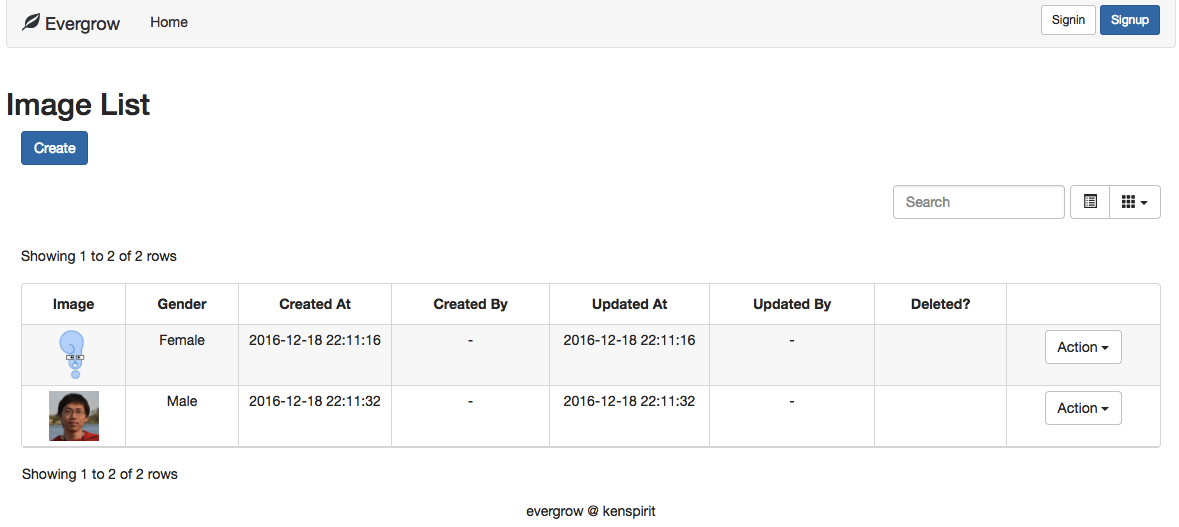 Evergrow Home Signin Signup
Image List
Create
Search
Showing 1 to 2 of 2 rows
Image Gender Created At Created By Updated At Updated By Deleted?
Female 2016-12-18 22:11:16 - 2016-12-18 22:11:16 - Action
Male 2016-12-18 22:11:32 - 2016-12-18 22:11:32 - Action
Showing 1 to 2 of 2 rows
evergrow @ kenspirit